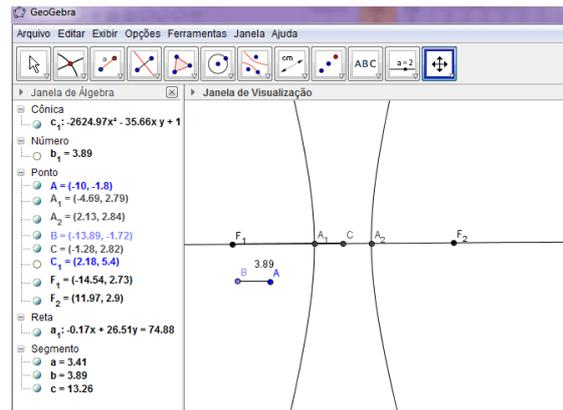 GeoGebra
Arquivo Editar Exibir Opções Ferramentas Janela Ajuda
a
cm
ABC
a=2
Janela de Álgebra
Janela de Visualização
Cônica
c₁: -2624.97x² - 35.66x y + 1
Número
b₁ = 3.89
Ponto
A = (-10, -1.8)
A₁ = (-4.69, 2.79)
A₂ = (2.13, 2.84)
B = (-13.89, -1.72)
C = (-1.28, 2.82)
C₁ = (2.18, 5.4)
F₁ = (-14.54, 2.73)
F₂ = (11.97, 2.9)
Reta
a₁: -0.17x + 26.51y = 74.88
Segmento
a = 3.41
b = 3.89
c = 13.26
F₁ A₁ C A₂ F₂
3.89
B A